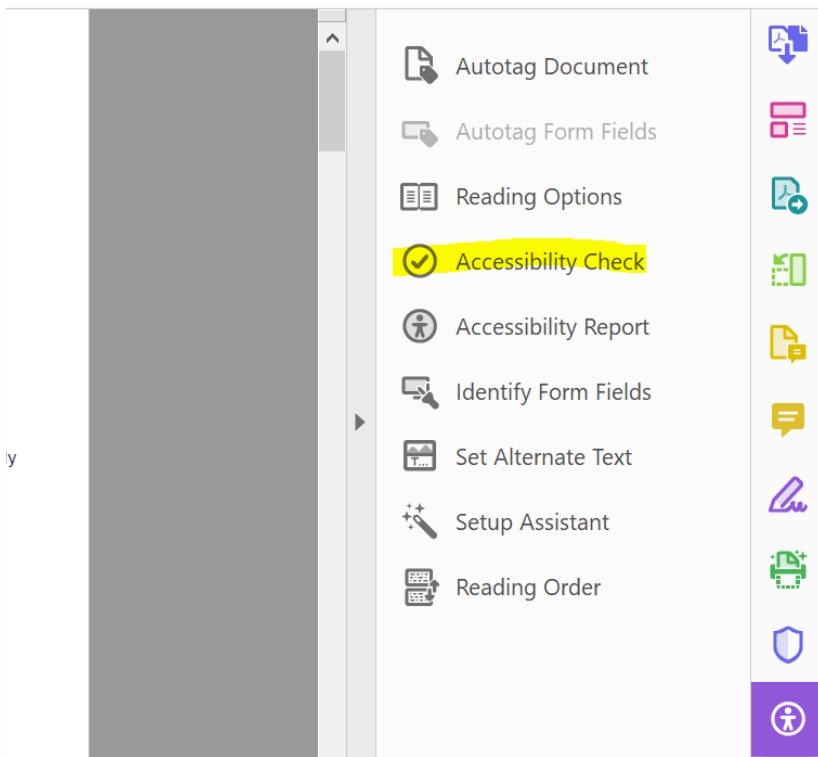 Autotag Document
Autotag Form Fields
Reading Options
Accessibility Check
Accessibility Report
Identify Form Fields
ly
Set Alternate Text
Setup Assistant
Reading Order